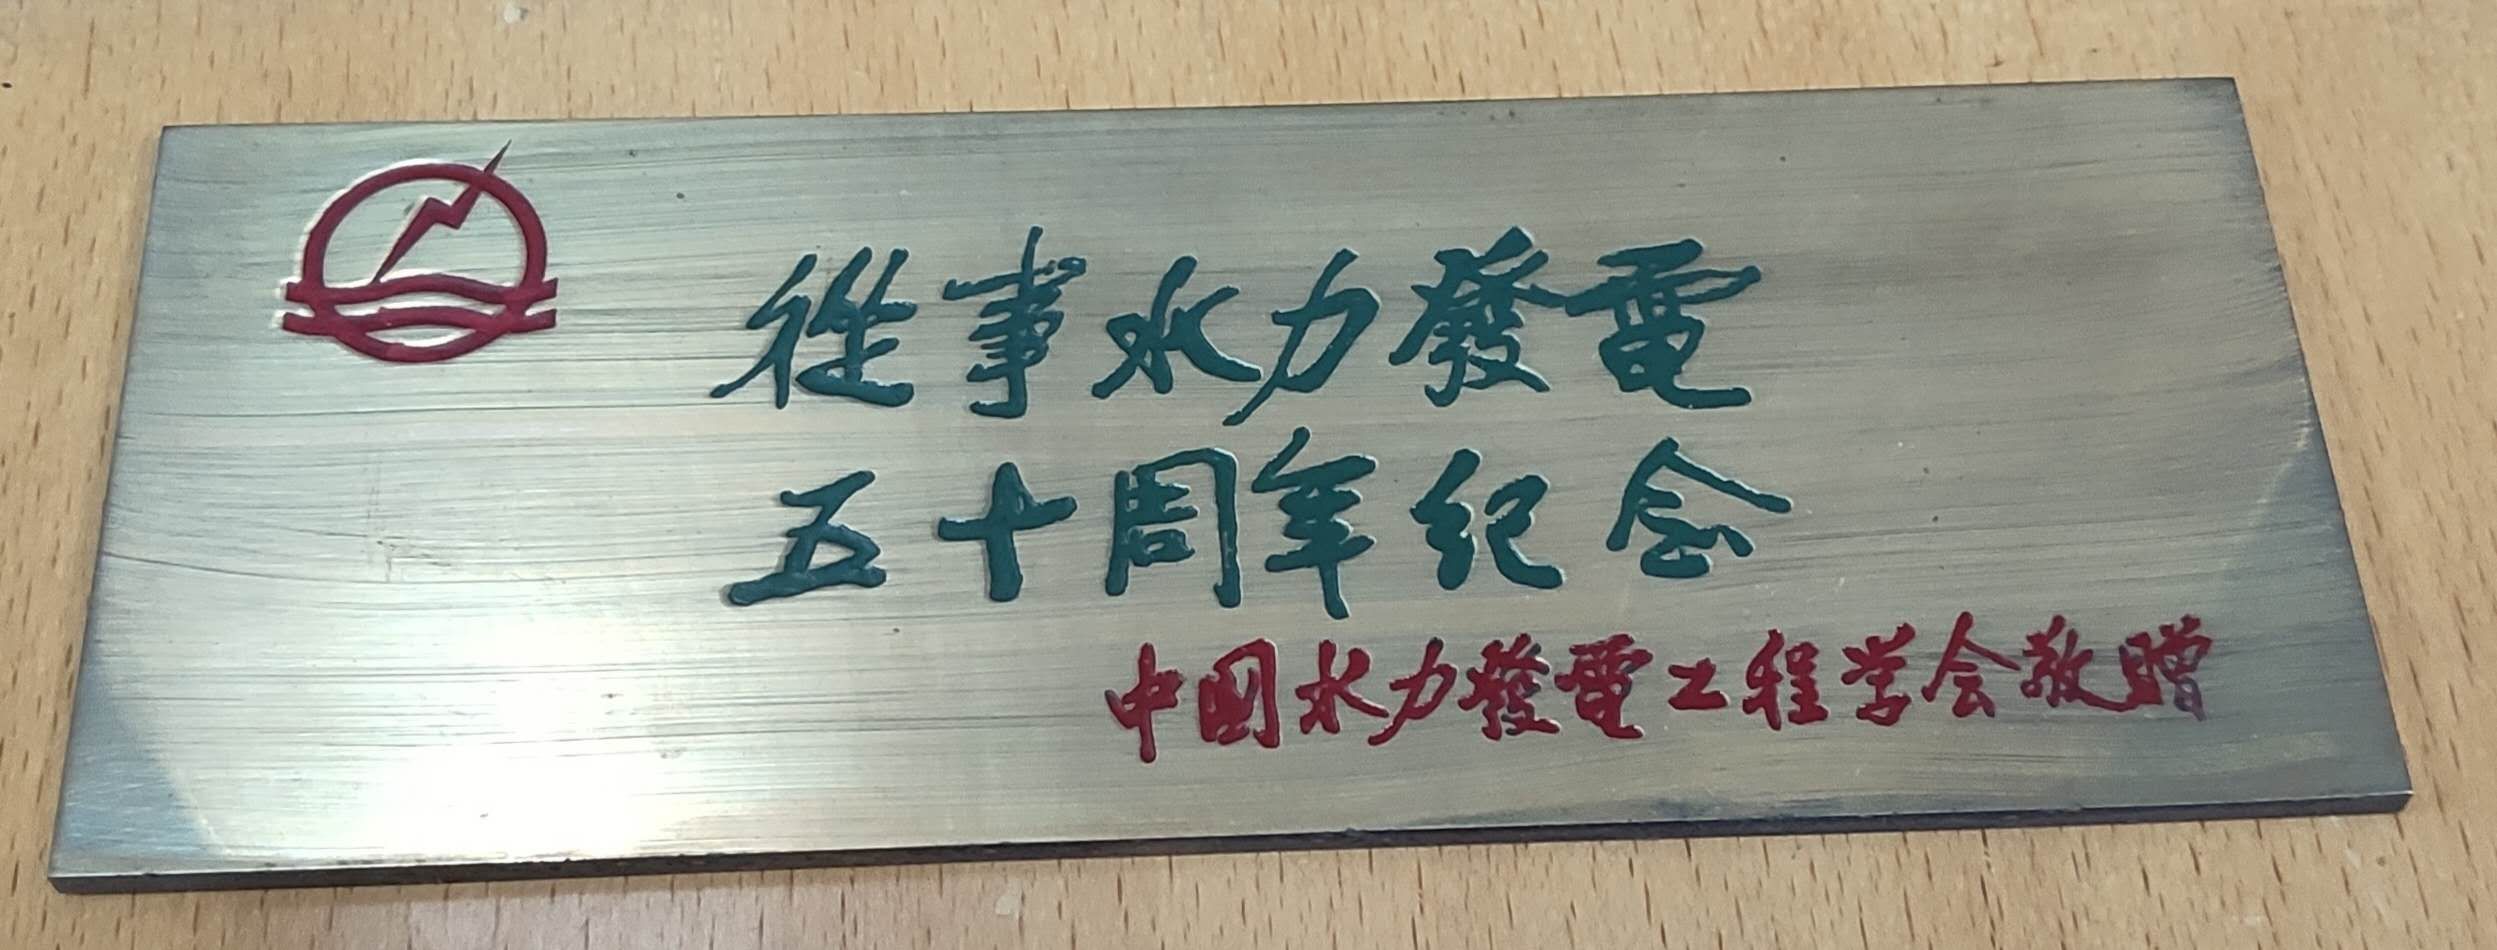 從事水力發電
五十周年纪念
中国水力發電工程学会敬赠